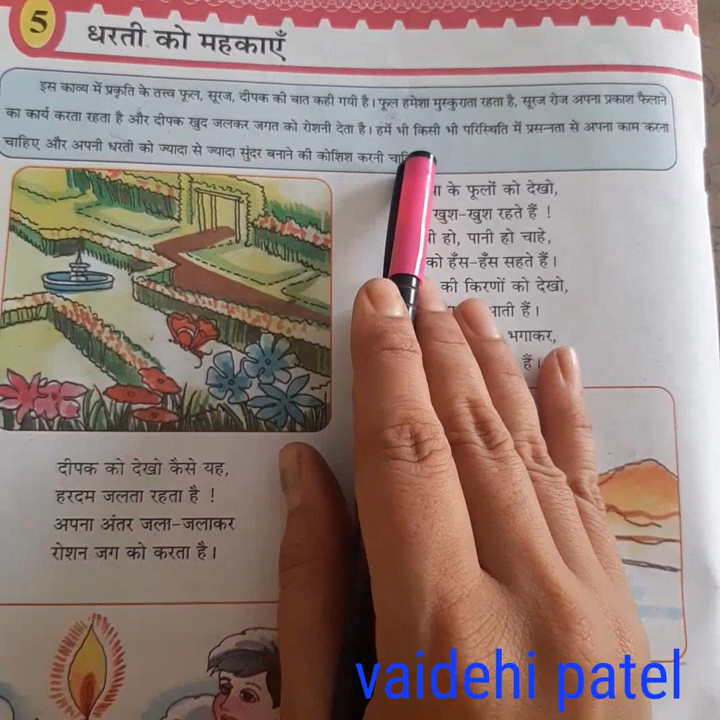 5
धरती को महकाएँ
इस काव्य में प्रकृति के तत्त्व फूल, सूरज, दीपक की बात कही गयी है। फूल हमेशा मुस्कुराता रहता है, सूरज रोज अपना प्रकाश फैलाने
का कार्य करता रहता है और दीपक खुद जलकर जगत को रोशनी देता है। हमें भी किसी भी परिस्थिति में प्रसन्नता से अपना काम करना
चाहिए और अपनी धरती को ज्यादा से ज्यादा सुंदर बनाने की कोशिश करनी
के फूलों को देखो,
खुश-खुश रहते हैं !
हो, पानी हो चाहे,
को हँस-हँस सहते हैं।
की किरणों को देखो,
हैं।
भगाकर,
हैं।
दीपक को देखो कैसे यह,
हरदम जलता रहता है !
अपना अंतर जला-जलाकर
रोशन जग को करता है।
vaidehi patel